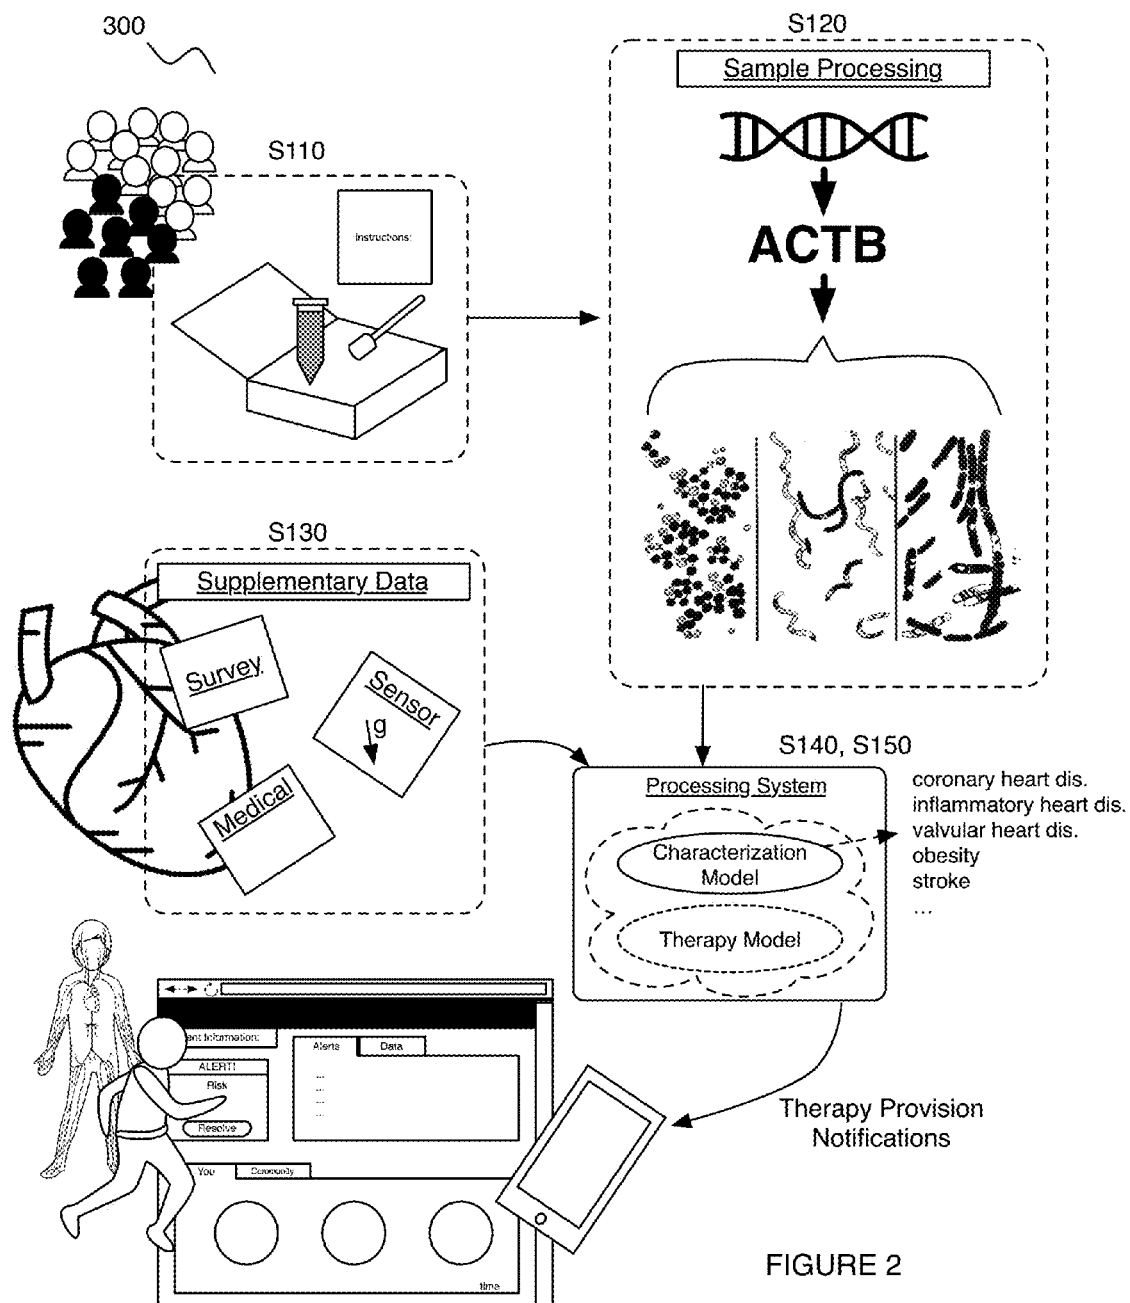 300
S120
Sample Processing
S110
Instructions:
ACTB
S130
Supplementary Data
Survey
Sensor
g
Medical
S140, S150
Processing System
coronary heart dis.
inflammatory heart dis.
valvular heart dis.
obesity
stroke
...
Characterization
Model
Therapy Model
ent Information:
Alerts
Data
ALERT!
Risk
Resolve
...
...
...
...
You
Community
time
Therapy Provision
Notifications
FIGURE 2